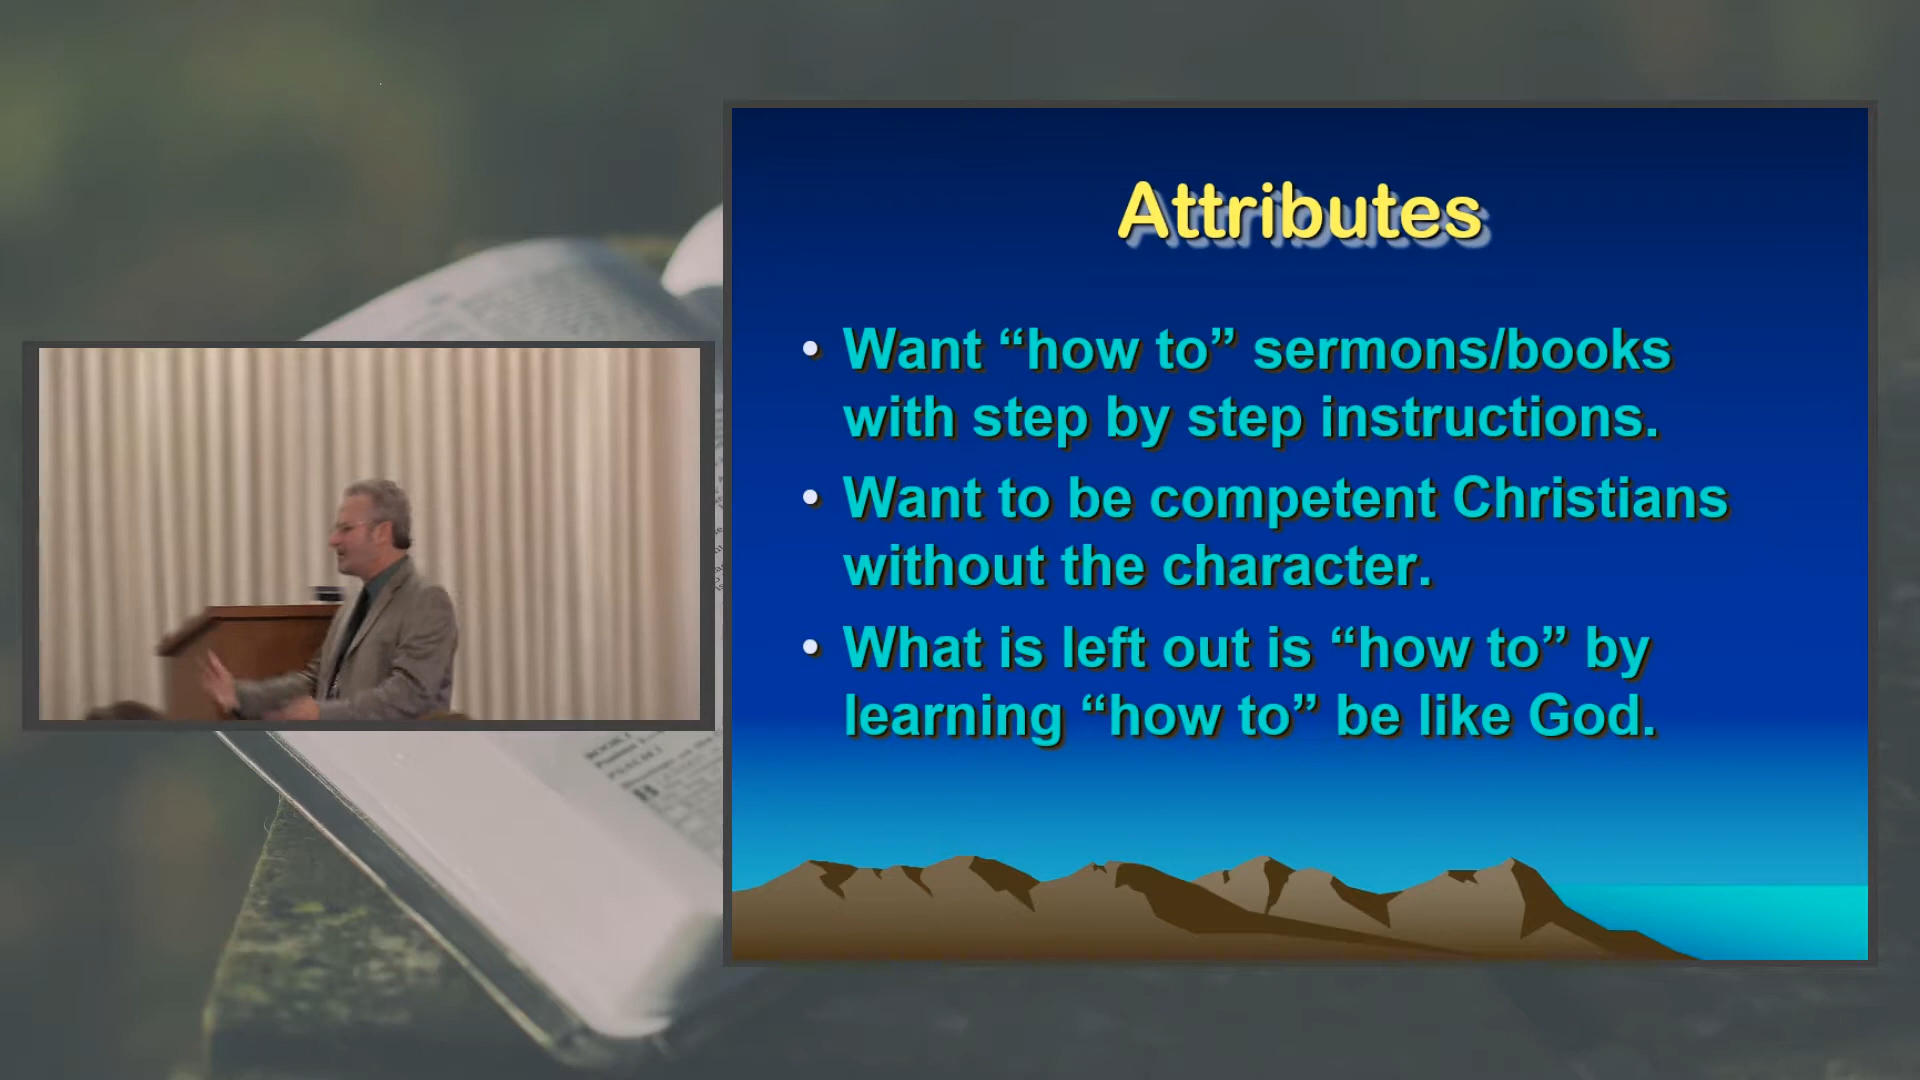 Attributes
• Want “how to” sermons/books
with step by step instructions.
• Want to be competent Christians
without the character.
• What is left out is “how to” by
learning “how to” be like God.